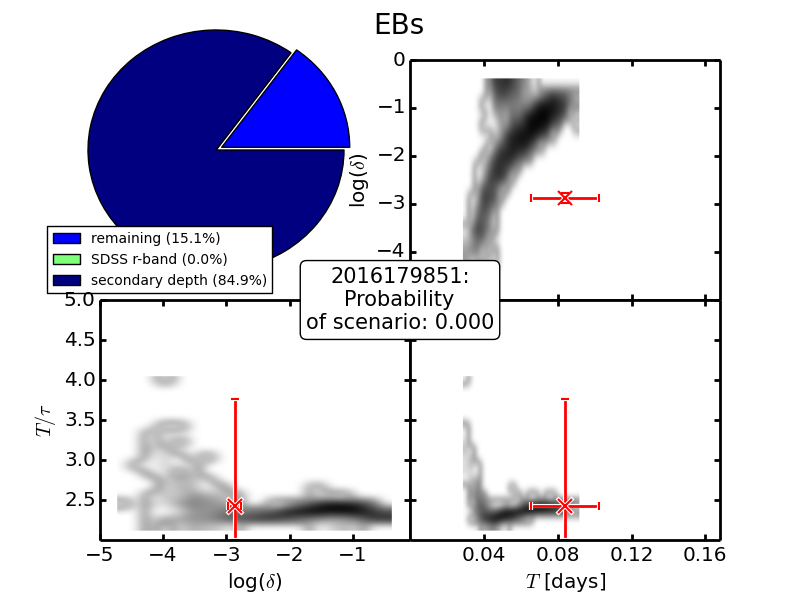 EBs
remaining (15.1%)
SDSS r-band (0.0%)
secondary depth (84.9%)
0
−1
−2
−3
−4
log(δ)
2016179851:
Probability
of scenario: 0.000
5.0
4.5
4.0
3.5
3.0
2.5
T/τ
−5
−4
−3
−2
−1
log(δ)
0.04
0.08
0.12
0.16
T [days]